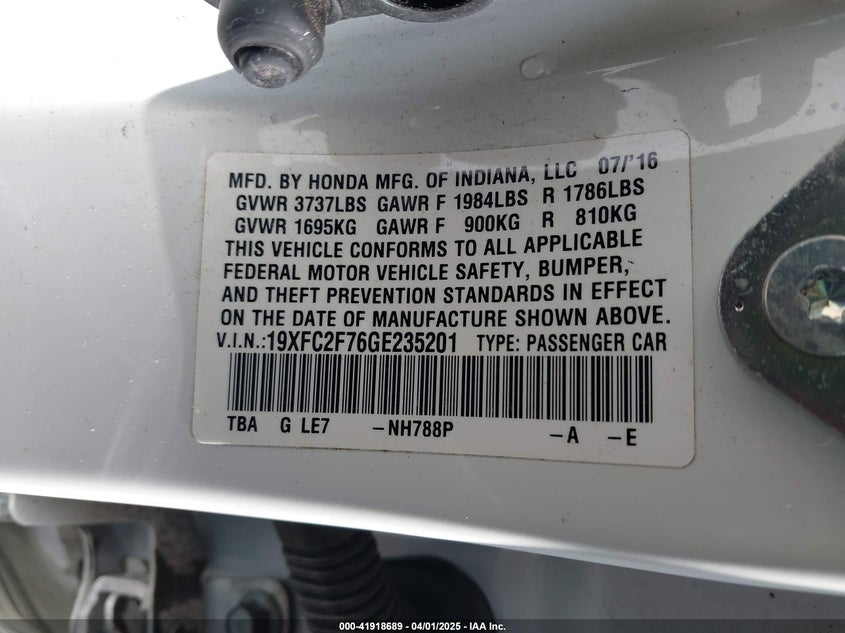 MFD. BY HONDA MFG. OF INDIANA, LLC 07/'16
GVWR 3737LBS GAWR F 1984LBS R 1786LBS
GVWR 1695KG GAWR F 900KG R 810KG
THIS VEHICLE CONFORMS TO ALL APPLICABLE
FEDERAL MOTOR VEHICLE SAFETY, BUMPER,
AND THEFT PREVENTION STANDARDS IN EFFECT
ON THE DATE OF MANUFACTURE SHOWN ABOVE.
V.I.N.:19XFC2F76GE235201 TYPE: PASSENGER CAR
TBA G LE7 -NH788P -A -E
000-41918689 - 04/01/2025 - IAA Inc.